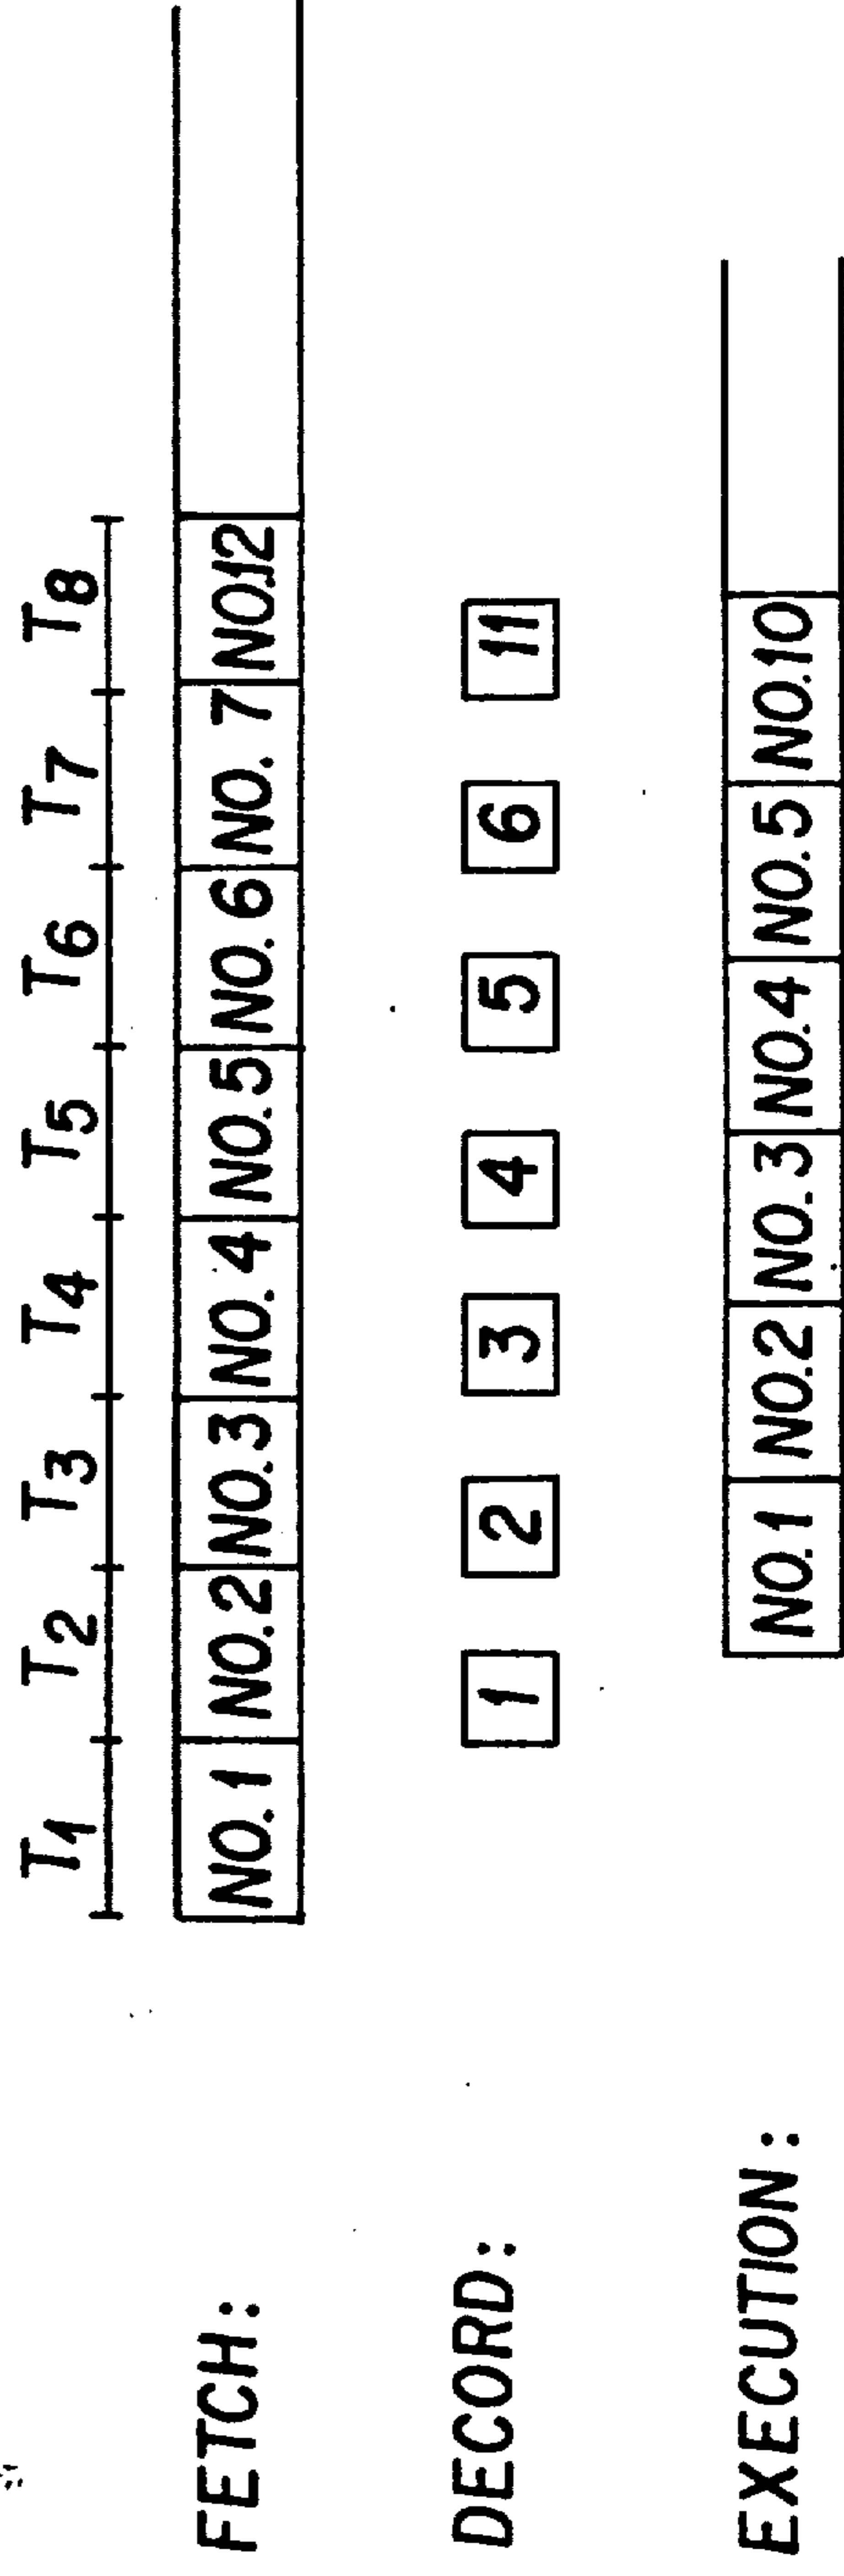 T1 T2 T3 T4 T5 T6 T7 T8
FETCH: NO. 1 NO. 2 NO. 3 NO. 4 NO. 5 NO. 6 NO. 7 NO.12
DECORD: 1 2 3 4 5 6 11
EXECUTION: NO. 1 NO. 2 NO. 3 NO. 4 NO. 5 NO. 10